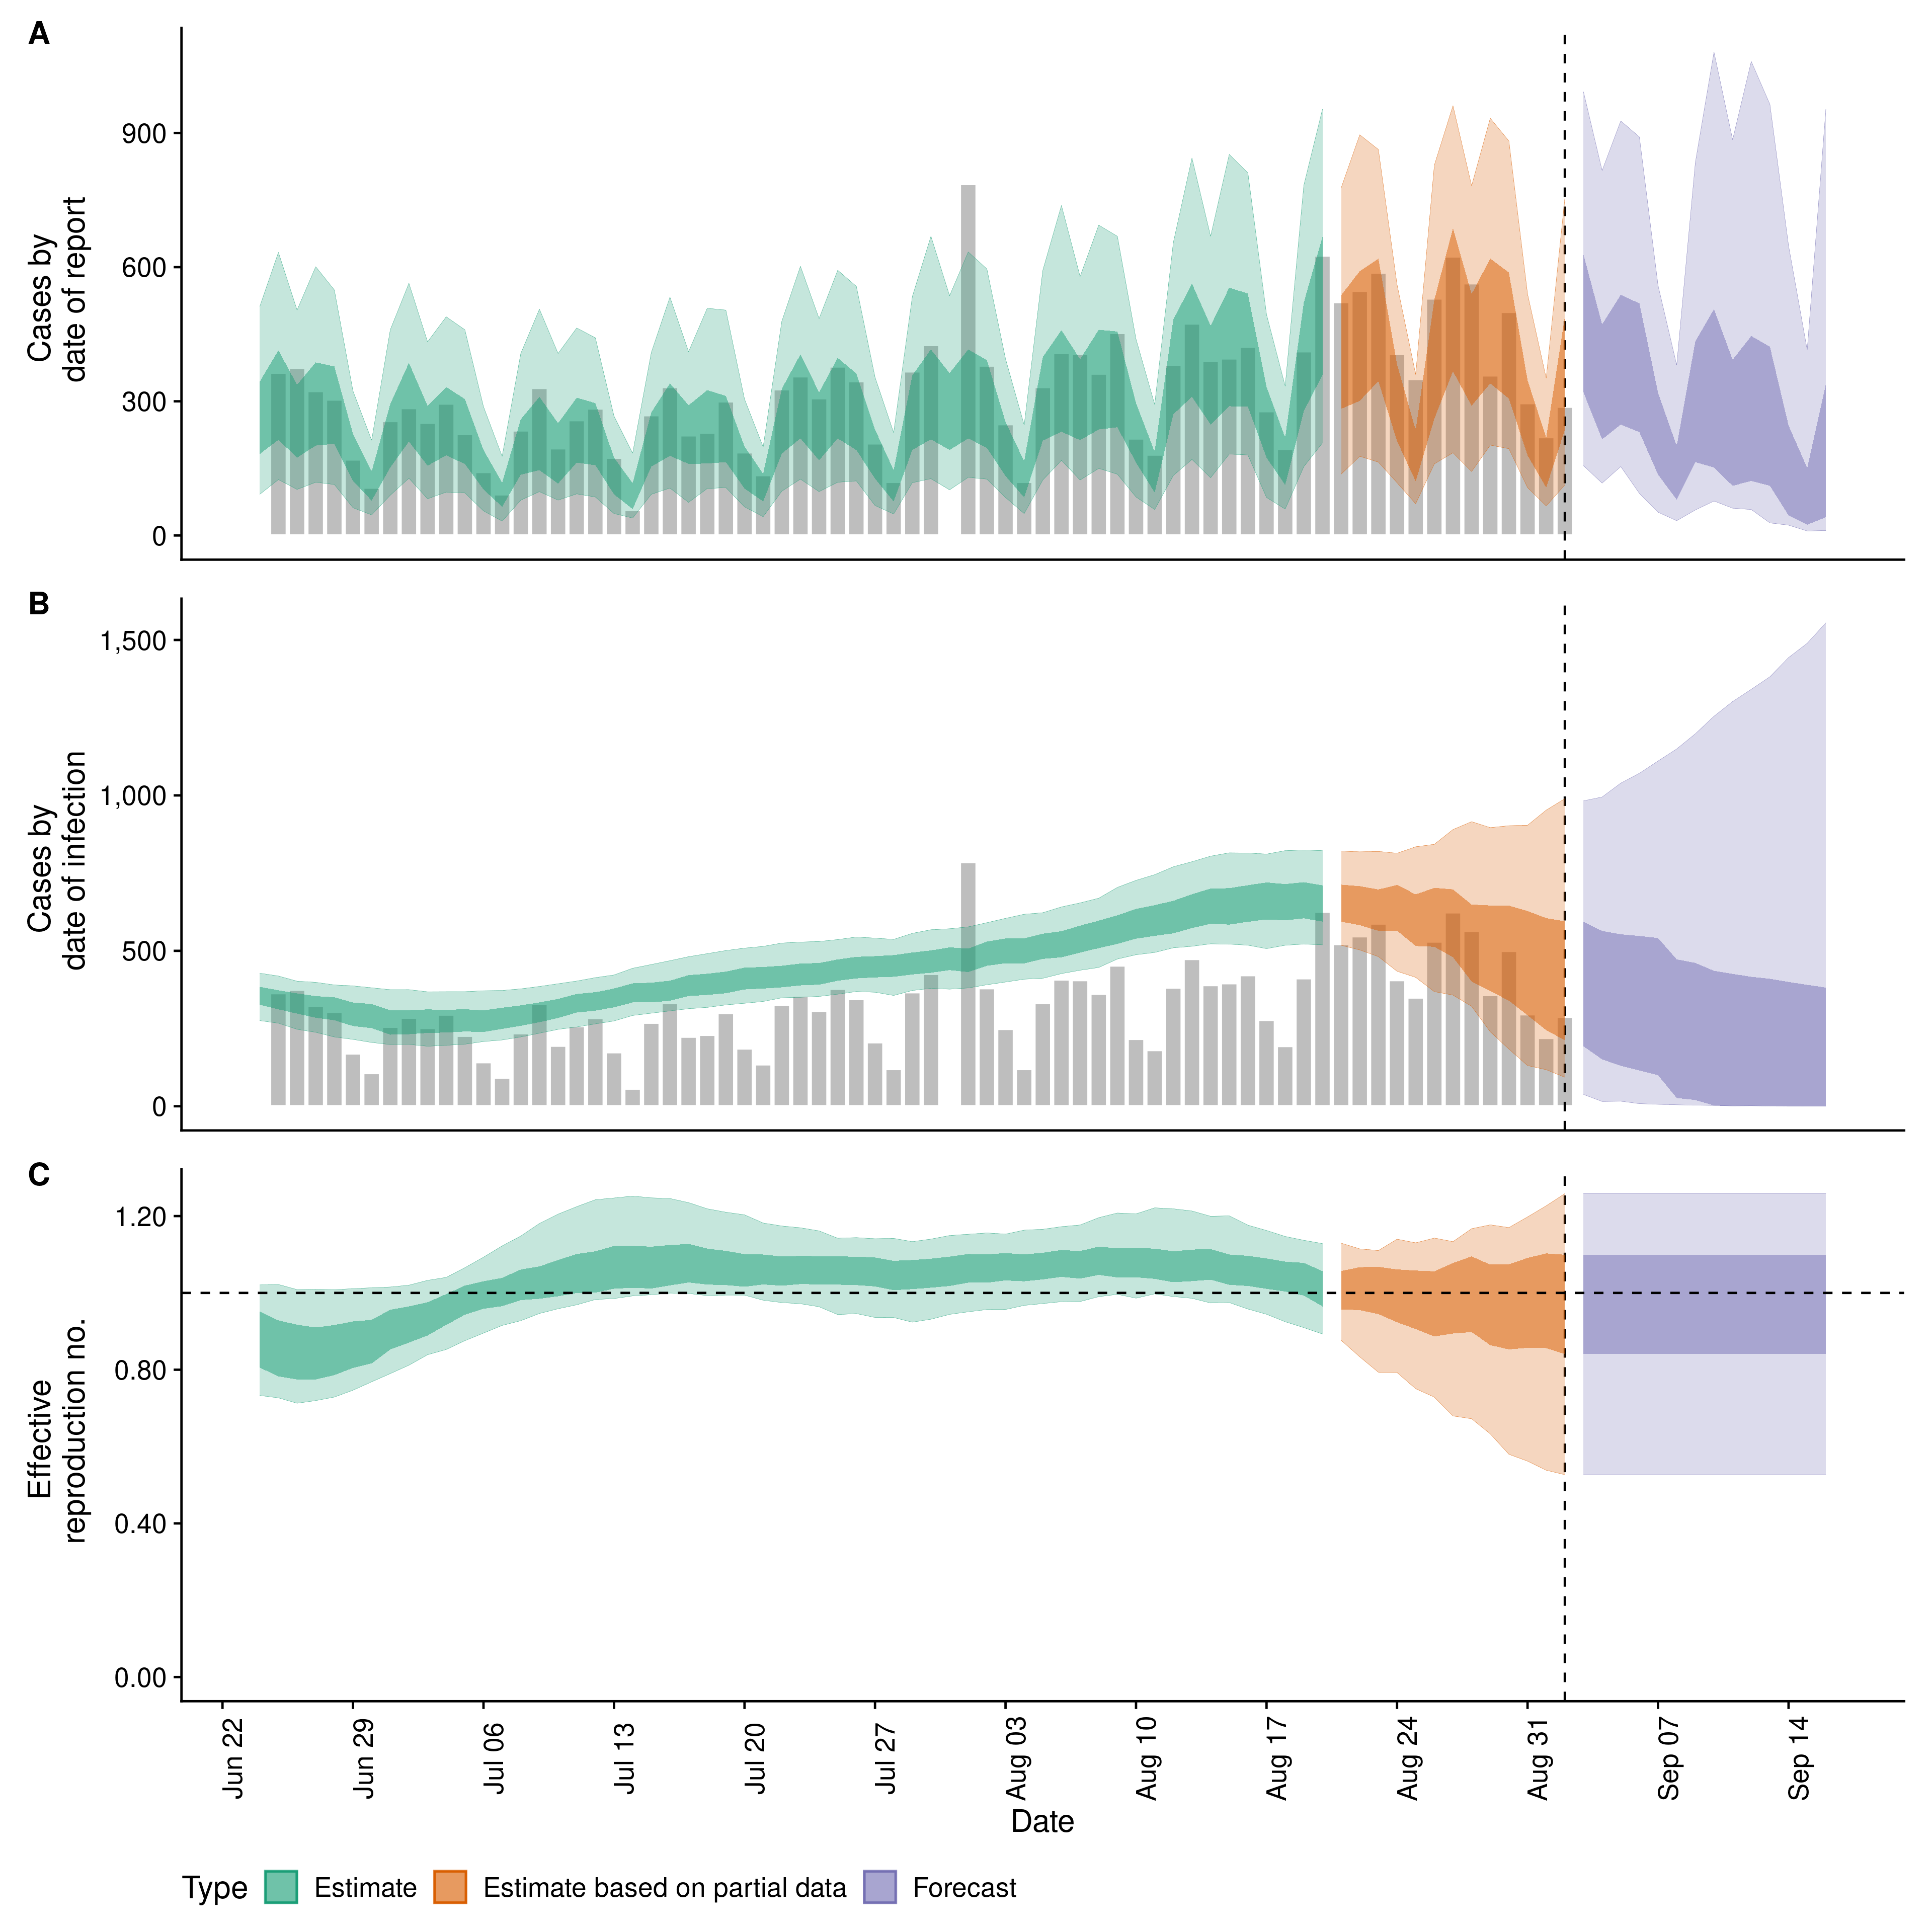 A
Cases by
date of report
900
600
300
0
B
Cases by
date of infection
1,500
1,000
500
0
C
Effective
reproduction no.
1.20
0.80
0.40
0.00
Jun 22
Jun 29
Jul 06
Jul 13
Jul 20
Jul 27
Aug 03
Aug 10
Aug 17
Aug 24
Aug 31
Sep 07
Sep 14
Date
Type Estimate Estimate based on partial data Forecast